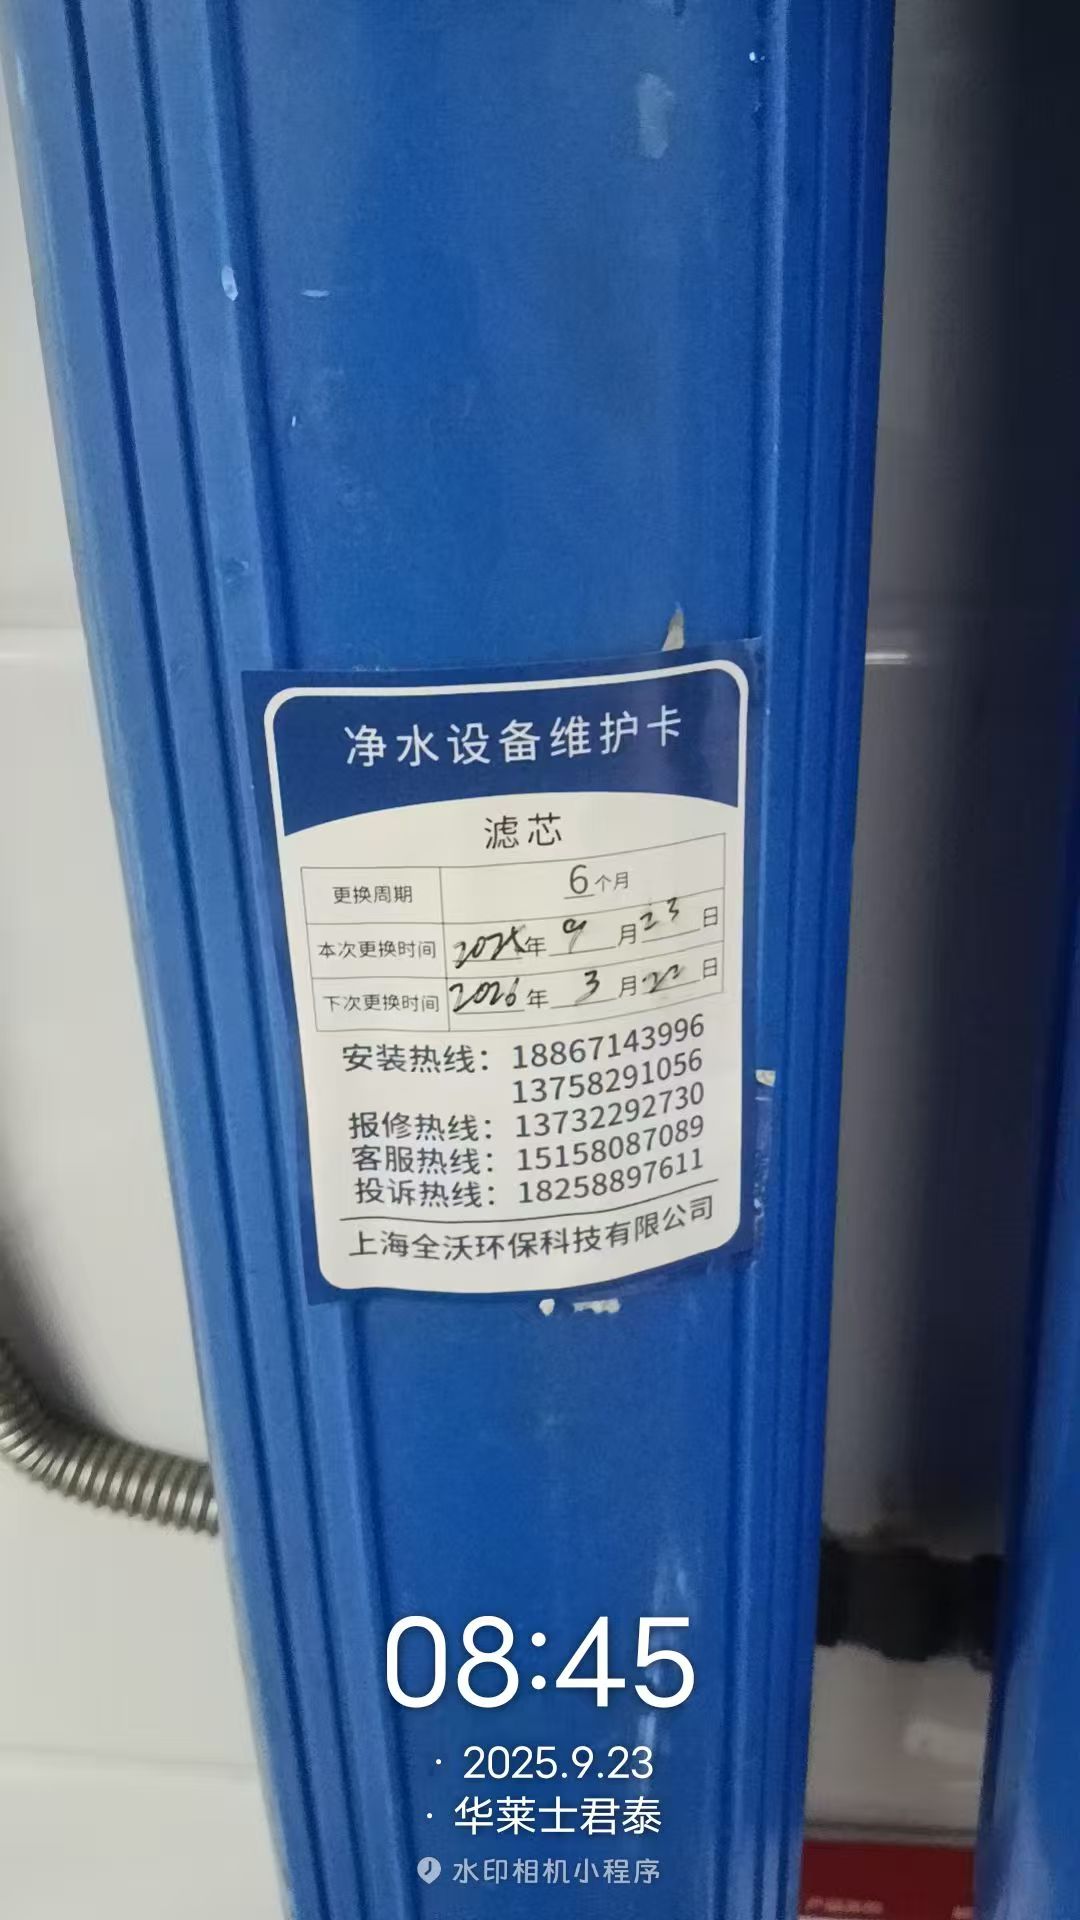 净水设备维护卡
滤芯
更换周期 6个月
本次更换时间 2025年9月23日
下次更换时间 2026年3月22日
安装热线：18867143996
13758291056
报修热线：13732292730
客服热线：15158087089
投诉热线：18258897611
上海全沃环保科技有限公司
08:45
· 2025.9.23
· 华莱士君泰
水印相机小程序